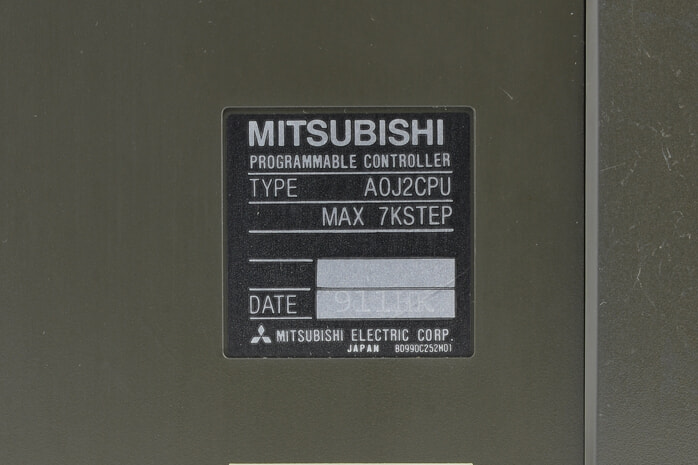 MITSUBISHI
PROGRAMMABLE CONTROLLER
TYPE A0J2CPU
MAX 7KSTEP
DATE
MITSUBISHI ELECTRIC CORP.
JAPAN BD990C252H01